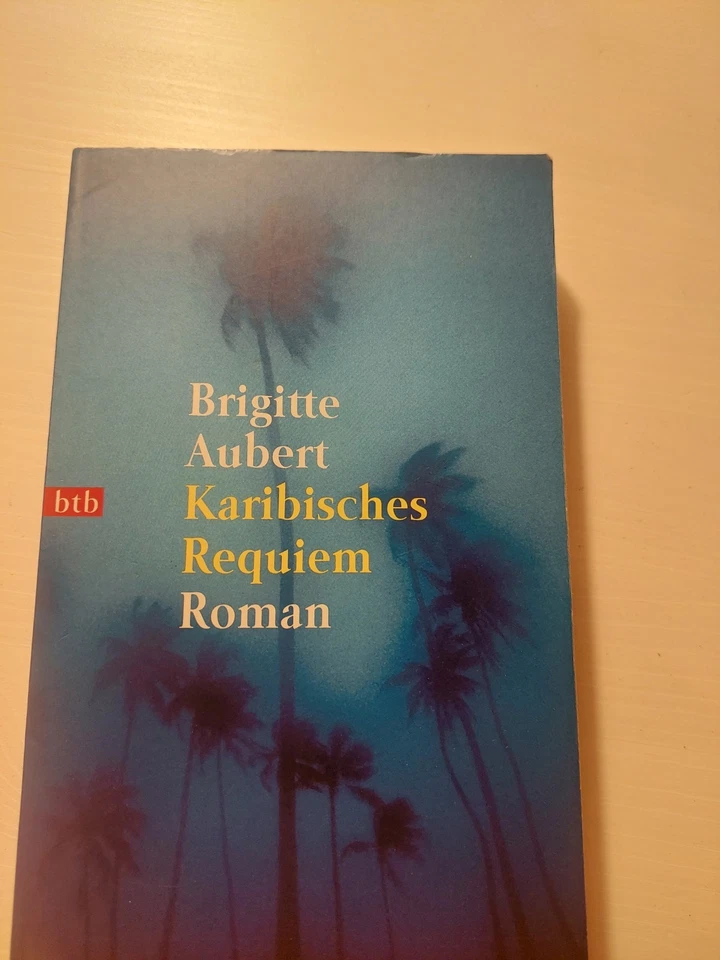 Brigitte
Aubert
btb
Karibisches
Requiem
Roman